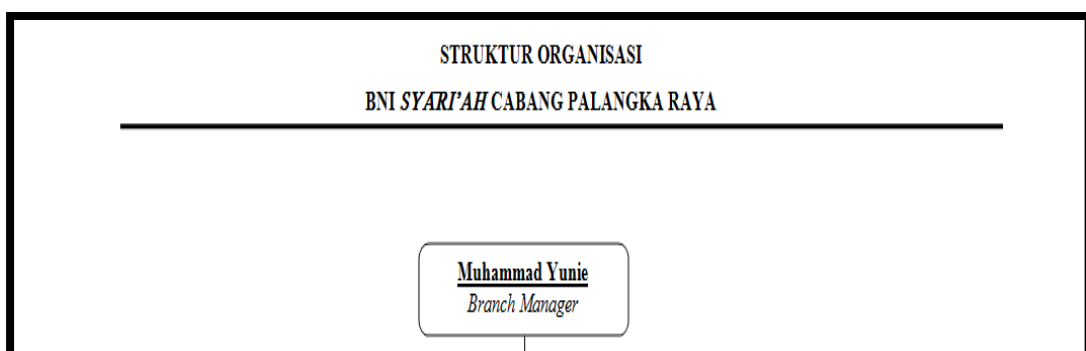 STRUKTUR ORGANISASI
BNI SYARI'AH CABANG PALANGKA RAYA
Muhammad Yunie
Branch Manager